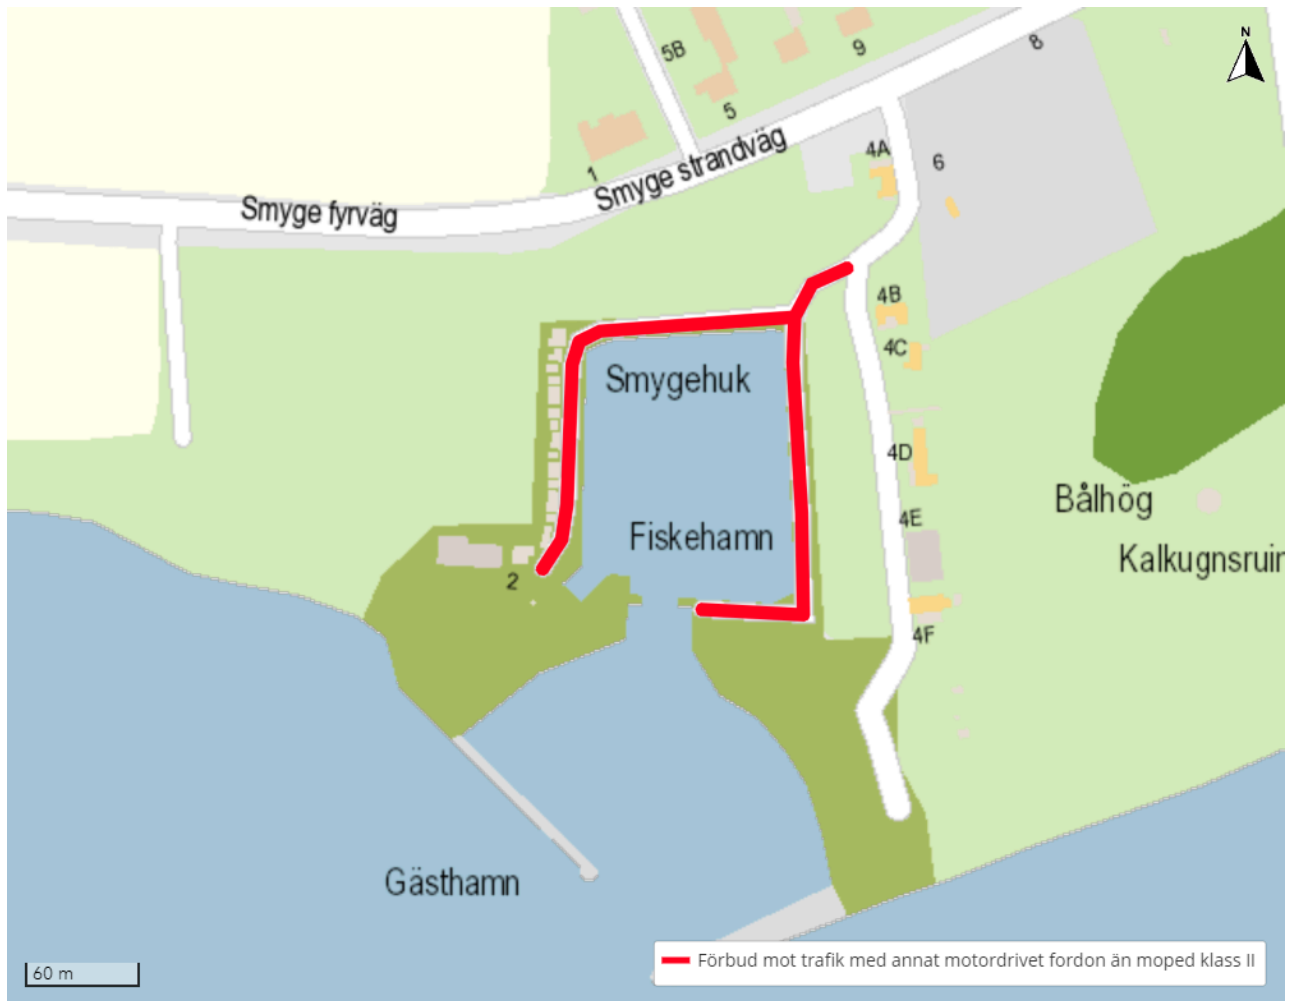 N
8
9
5B
5
1
Smyge strandväg
4A
6
Smyge fyrväg
4B
4C
Smygehuk
4D
Bålhög
4E
Fiskehamn
Kalkugnsruin
2
4F
Gästhamn
60 m
Förbud mot trafik med annat motordrivet fordon än moped klass II